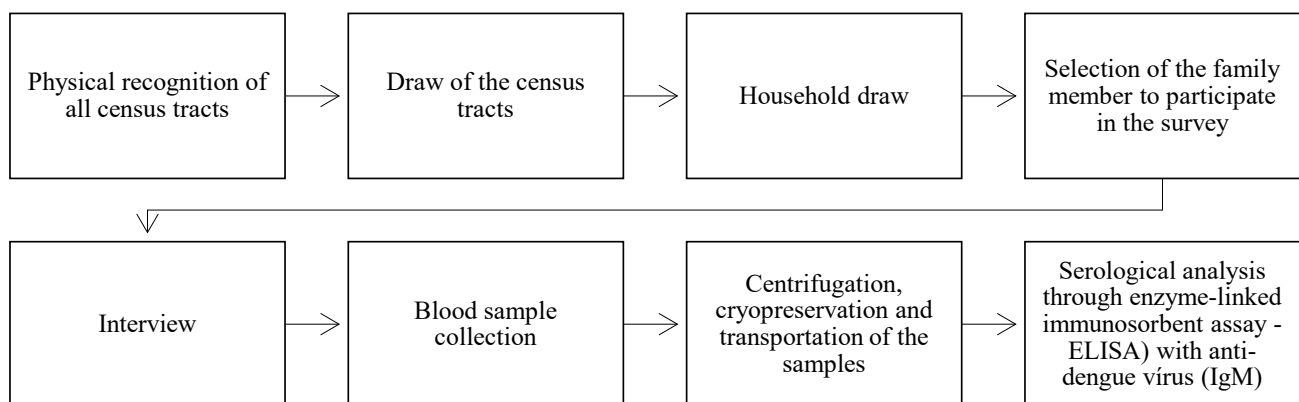 Physical recognition of
all census tracts
Draw of the census
tracts
Household draw
Selection of the family
member to participate
in the survey
Interview
Blood sample
collection
Centrifugation,
cryopreservation and
transportation of the
samples
Serological analysis
through enzyme-linked
immunosorbent assay -
ELISA) with anti-
dengue vírus (IgM)